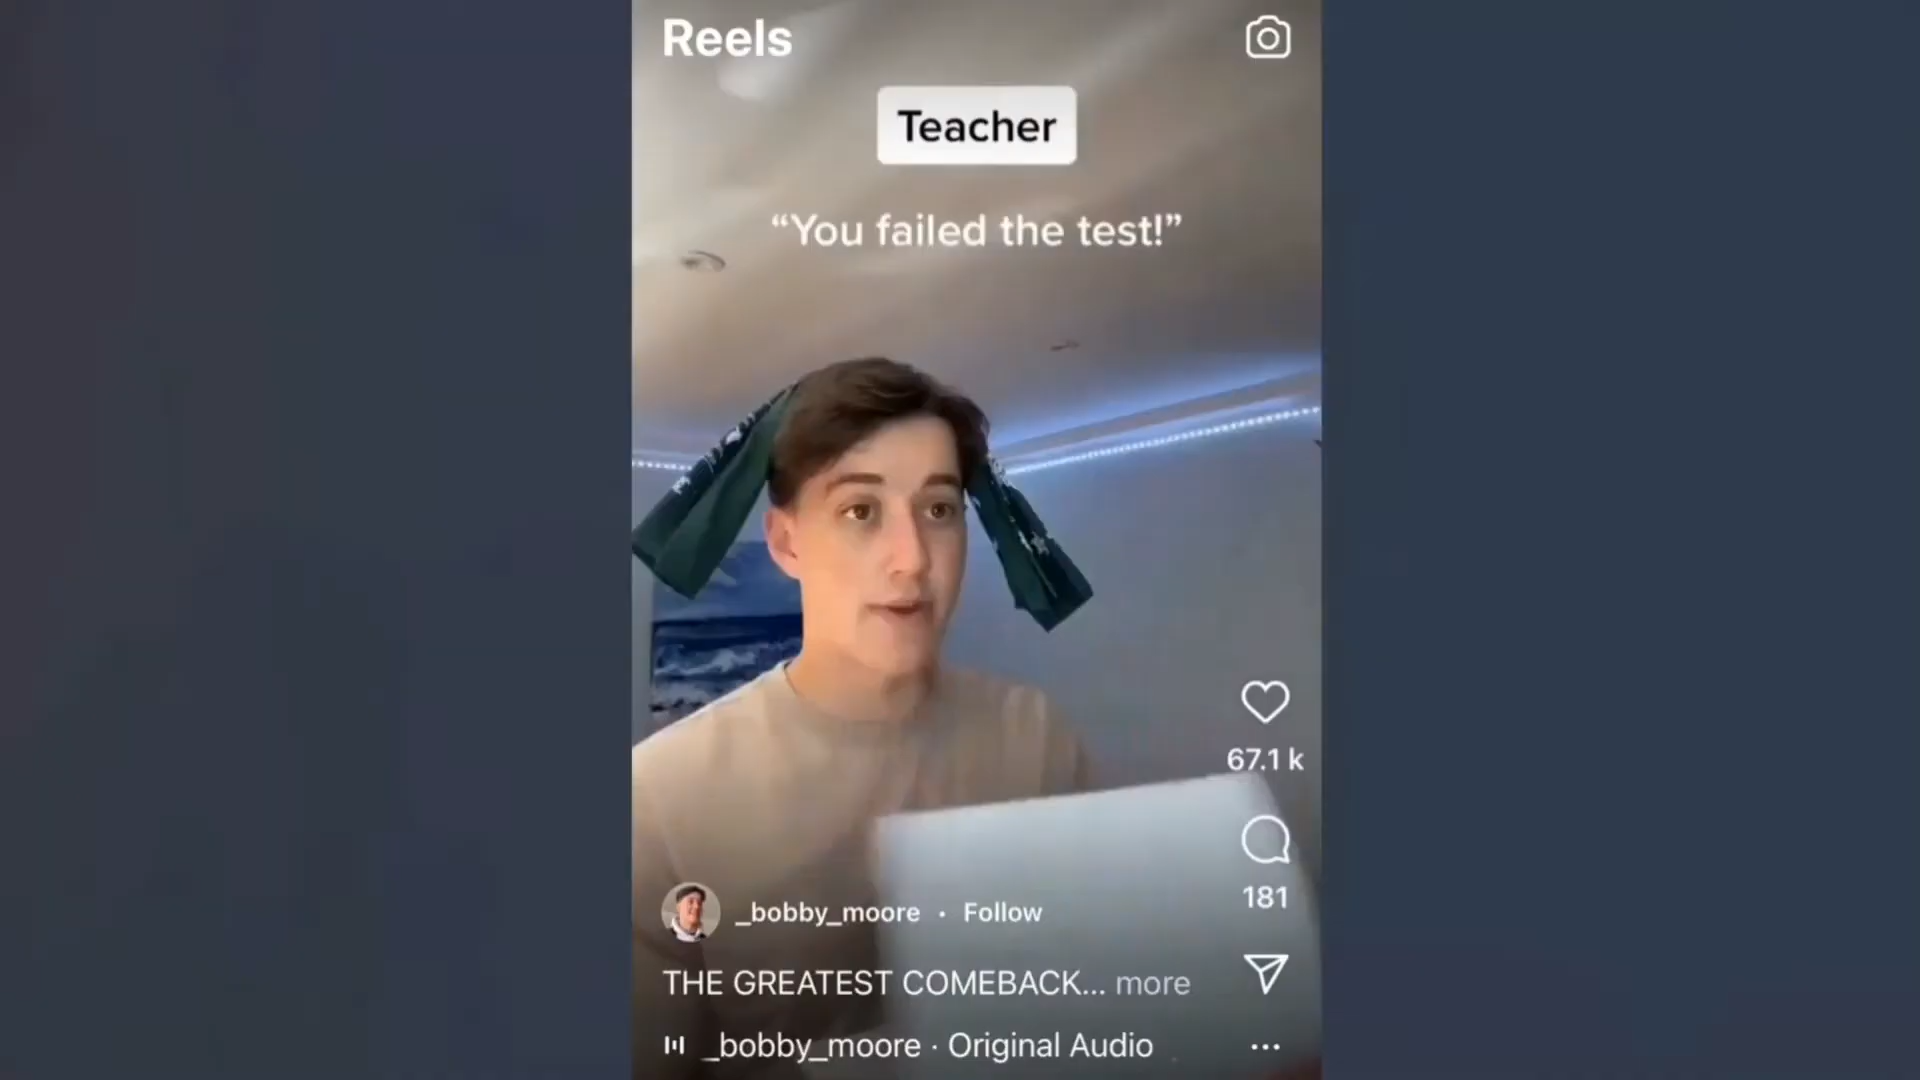 Reels
Teacher
“You failed the test!”
67.1 k
181
_bobby_moore · Follow
THE GREATEST COMEBACK... more
_bobby_moore · Original Audio